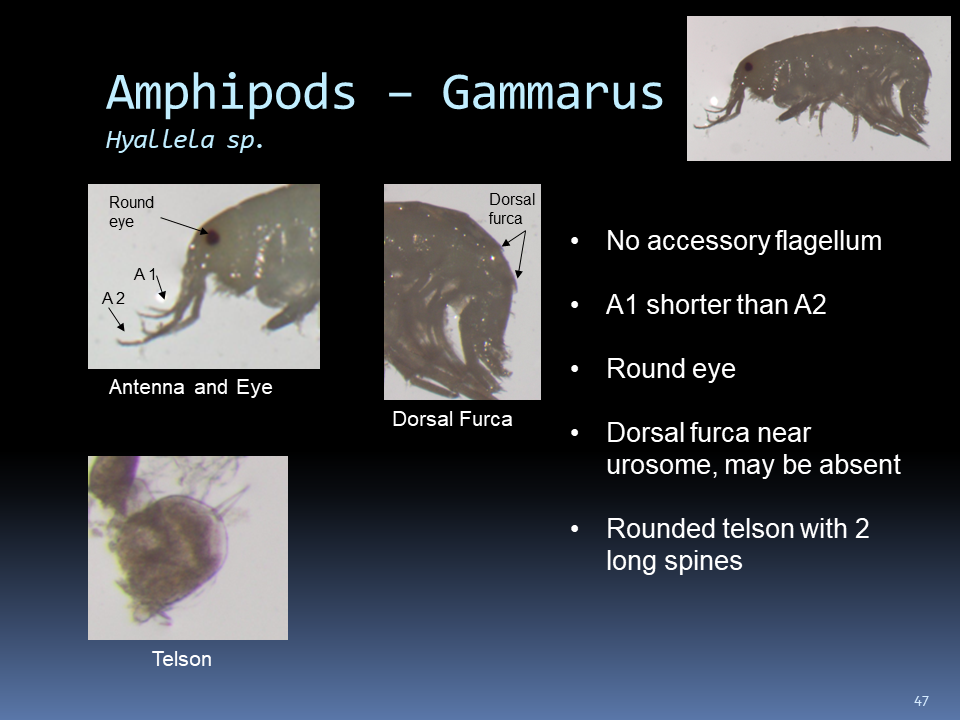 Amphipods – Gammarus
Hyallela sp.
Round
eye
A 1
A 2
Antenna and Eye
Dorsal
furca
Dorsal Furca
• No accessory flagellum
• A1 shorter than A2
• Round eye
• Dorsal furca near
urosome, may be absent
• Rounded telson with 2
long spines
Telson
47